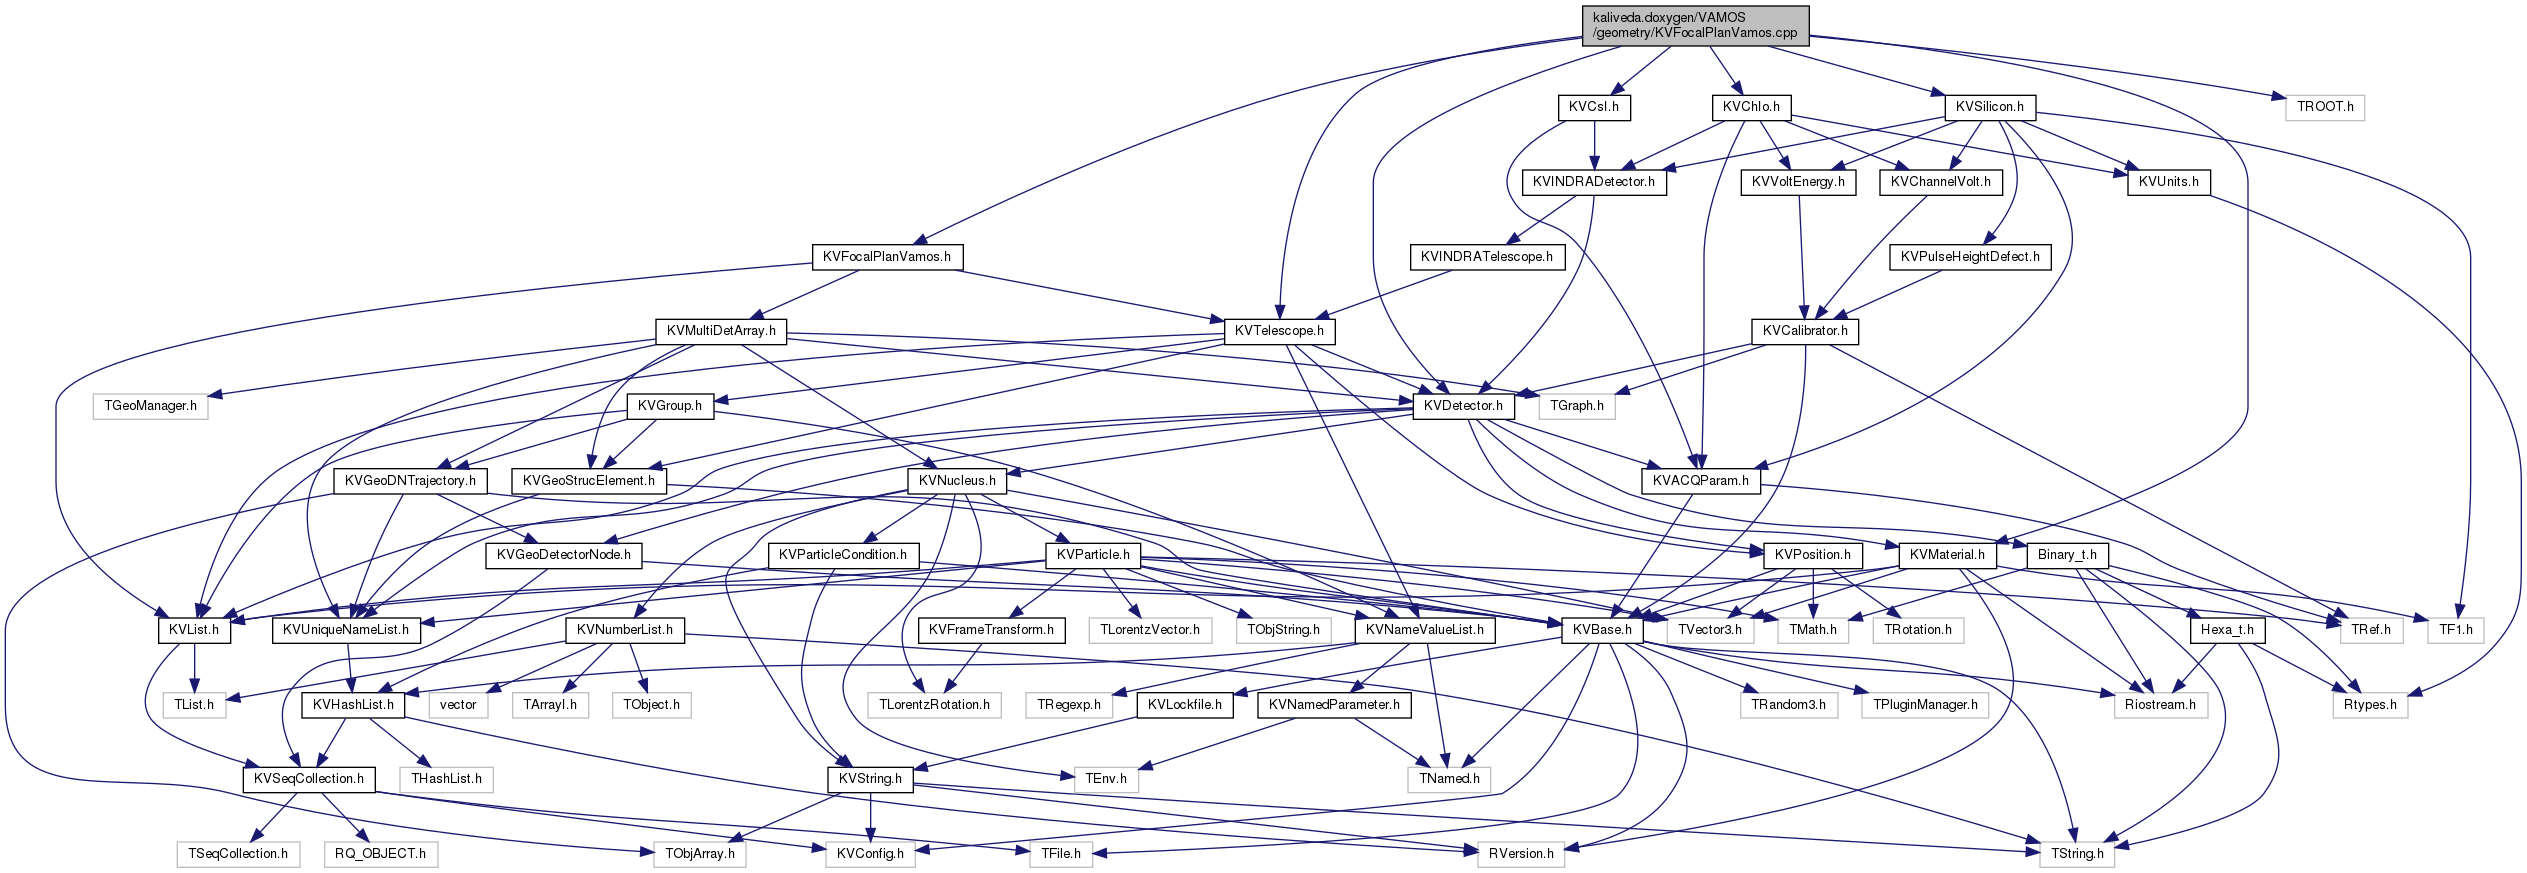 kaliveda.doxygen/VAMOS
/geometry/KVFocalPlanVamos.cpp
KVCsI.h
KVChIo.h
KVSilicon.h
TROOT.h
KVINDRADetector.h
KVVoltEnergy.h
KVChannelVolt.h
KVUnits.h
KVFocalPlanVamos.h
KVINDRATelescope.h
KVPulseHeightDefect.h
KVMultiDetArray.h
KVTelescope.h
KVCalibrator.h
TGeoManager.h
KVGroup.h
KVDetector.h
TGraph.h
KVGeoDNTrajectory.h
KVGeoStrucElement.h
KVNucleus.h
KVACQParam.h
KVGeoDetectorNode.h
KVParticleCondition.h
KVParticle.h
KVPosition.h
KVMaterial.h
Binary_t.h
KVList.h
KVUniqueNameList.h
KVNumberList.h
KVFrameTransform.h
TLorentzVector.h
TObjString.h
KVNameValueList.h
KVBase.h
TVector3.h
TMath.h
TRotation.h
Hexa_t.h
TRef.h
TF1.h
TList.h
KVHashList.h
vector
TArrayI.h
TObject.h
TLorentzRotation.h
TRegexp.h
KVLockfile.h
KVNamedParameter.h
TRandom3.h
TPluginManager.h
Riostream.h
Rtypes.h
KVSeqCollection.h
THashList.h
KVString.h
TEnv.h
TNamed.h
TSeqCollection.h
RQ_OBJECT.h
TObjArray.h
KVConfig.h
TFile.h
RVersion.h
TString.h